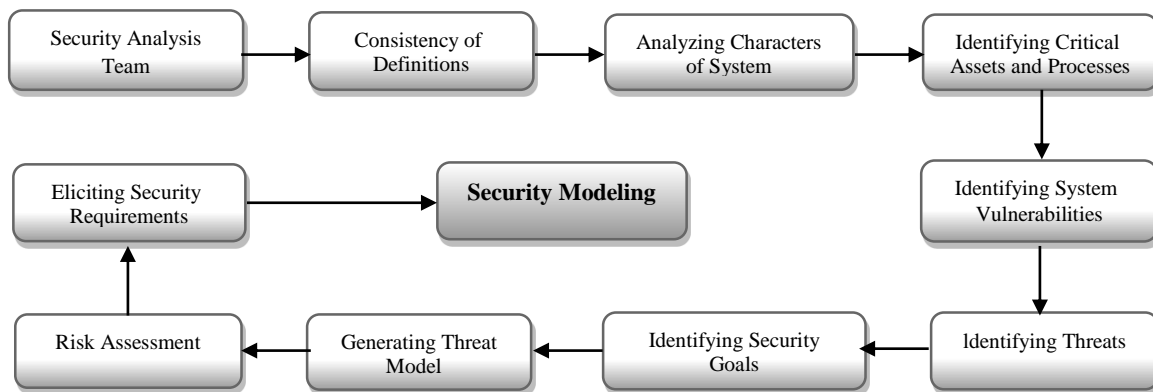 Security Analysis
Team
Consistency of
Definitions
Analyzing Characters
of System
Identifying Critical
Assets and Processes
Eliciting Security
Requirements
Security Modeling
Identifying System
Vulnerabilities
Risk Assessment
Generating Threat
Model
Identifying Security
Goals
Identifying Threats